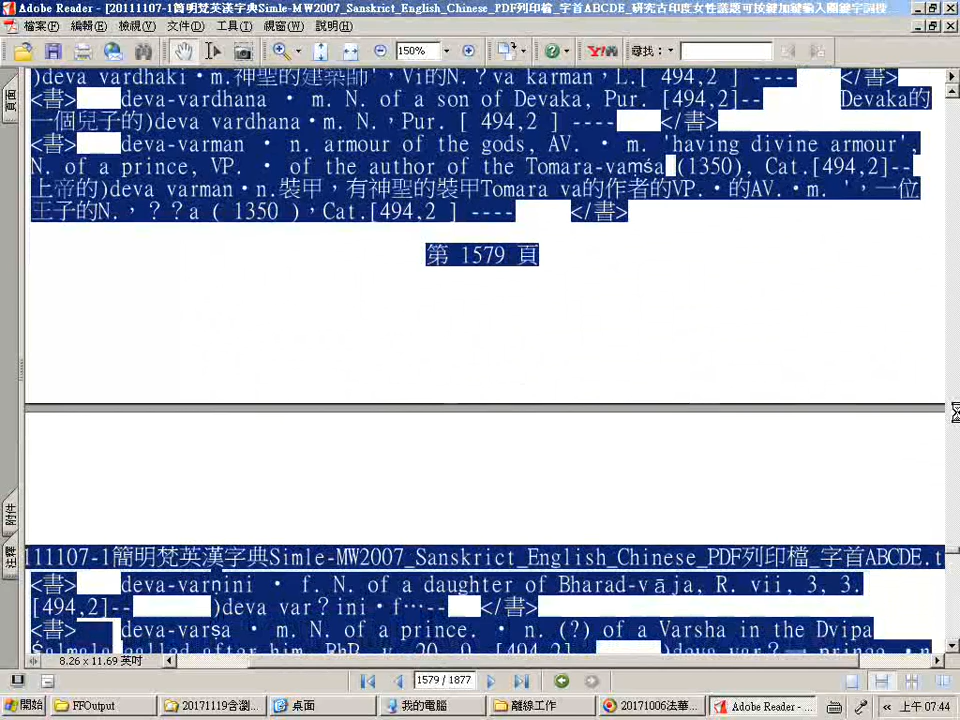 Adobe Reader - [20111107-1簡明梵英漢字典Simle-MW2007_Sanskrict_English_Chinese_PDF列印檔_字首ABCDE_研究古印度女性議題可按鍵加鍵輸入關鍵字詞搜
檔案(F) 編輯(E) 檢視(V) 文件(D) 工具(T) 視窗(W) 說明(H)
150% Y! 尋找：
)deva vardhaki‧m.神聖的建築師'，Vi的N.？va karman，L.[ 494,2 ] ---- </書>
<書> deva-vardhana ‧ m. N. of a son of Devaka, Pur. [494,2]-- Devaka的
一個兒子的)deva vardhana‧m. N.，Pur. [ 494,2 ] ---- </書>
<書> deva-varman ‧ n. armour of the gods, AV. ‧ m. 'having divine armour',
N. of a prince, VP. ‧ of the author of the Tomara-vaṃśa (1350), Cat.[494,2]--
上帝的)deva varman‧n.裝甲，有神聖的裝甲Tomara va的作者的VP.‧的AV.‧m. '，一位
王子的N.，？？a ( 1350 )，Cat.[494,2 ] ---- </書>
第 1579 頁
11107-1簡明梵英漢字典Simle-MW2007_Sanskrict_English_Chinese_PDF列印檔_字首ABCDE.t
<書> deva-varṇinī ‧ f. N. of a daughter of Bharad-vāja, R. vii, 3, 3.
[494,2]-- )deva var？ini‧f…-- </書>
<書> deva-varṣa ‧ m. N. of a prince. ‧ n. (?) of a Varsha in the Dvīpa
頁面
附件
注釋
8.26 x 11.69 英吋
1579 / 1877
開始 FFOutput 20171119含瀏... 桌面 我的電腦 離線工作 20171006法華... Adobe Reader - [... 上午 07:44